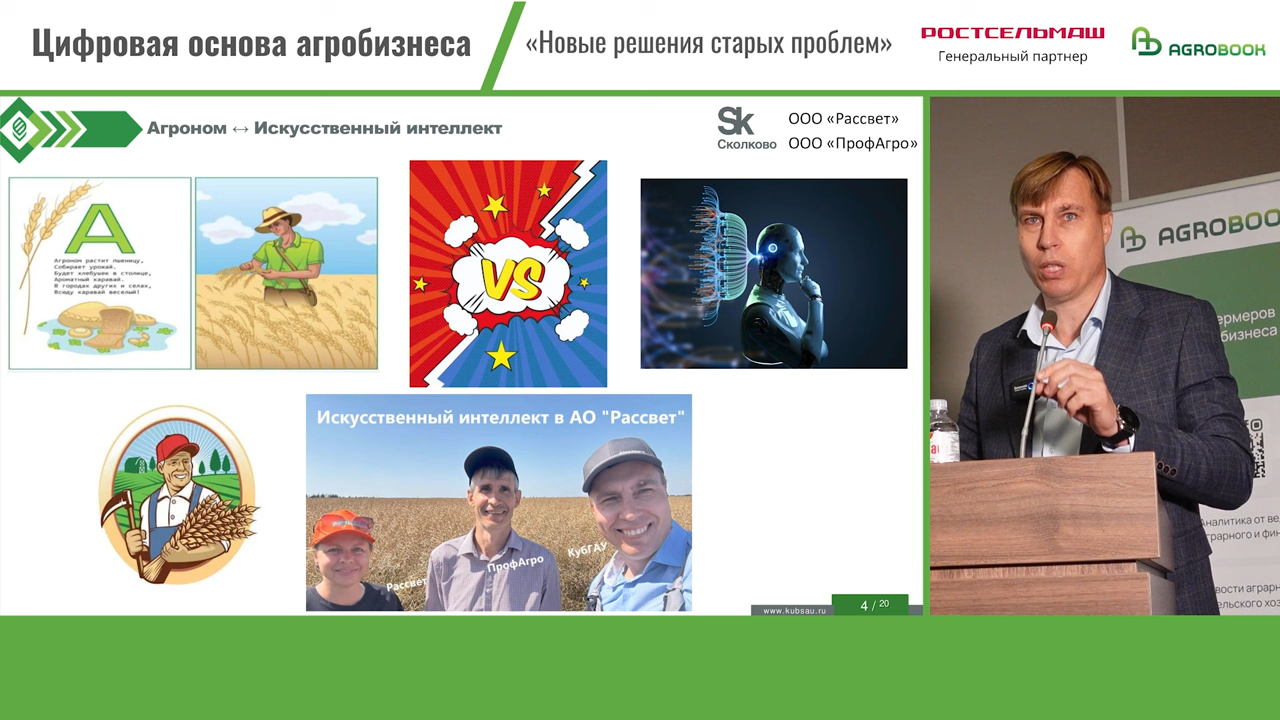 Цифровая основа агробизнеса
«Новые решения старых проблем»
РОСТСЕЛЬМАШ
Генеральный партнер
AGROBOOK
Агроном ↔ Искусственный интеллект
Sk
Сколково
ООО «Рассвет»
ООО «ПрофАгро»
А
Агроном растит пшеницу,
Собирает урожай.
Будет хлебушек в столице,
Ароматный каравай.
В городах других и селах,
Всюду каравай веселый!
VS
Искусственный интеллект в АО "Рассвет"
Рассвет
ПрофАгро
КубГАУ
www.kubsau.ru
4 / 20
AGROBOO
ермеров
бизнеса
Аналитика от ве
грарного и фин
вости аграрн
ельского хоз